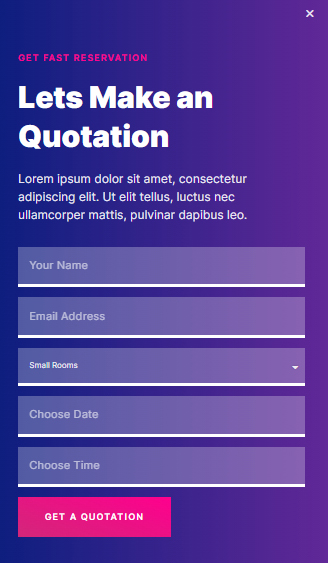 ×
GET FAST RESERVATION
Lets Make an
Quotation
Lorem ipsum dolor sit amet, consectetur
adipiscing elit. Ut elit tellus, luctus nec
ullamcorper mattis, pulvinar dapibus leo.
Your Name
Email Address
Small Rooms
Choose Date
Choose Time
GET A QUOTATION